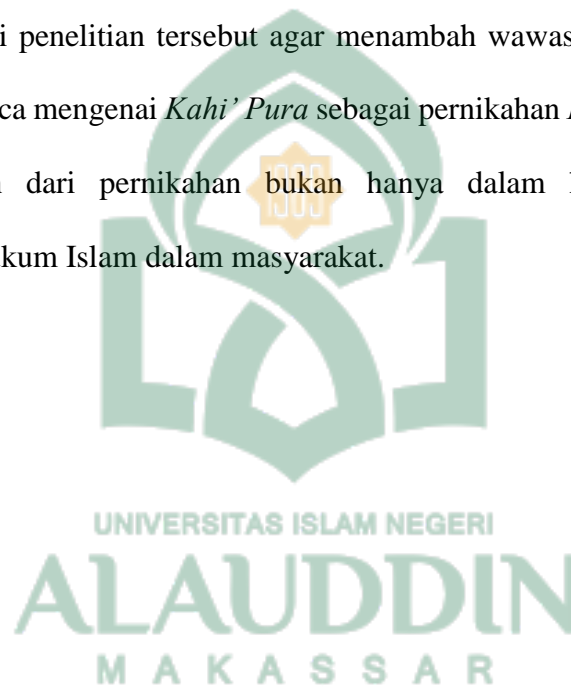 i penelitian tersebut agar menambah wawas
ca mengenai Kahi’ Pura sebagai pernikahan
dari pernikahan bukan hanya dalam
kum Islam dalam masyarakat.
1965
UNIVERSITAS ISLAM NEGERI
ALAUDDIN
MAKASSAR